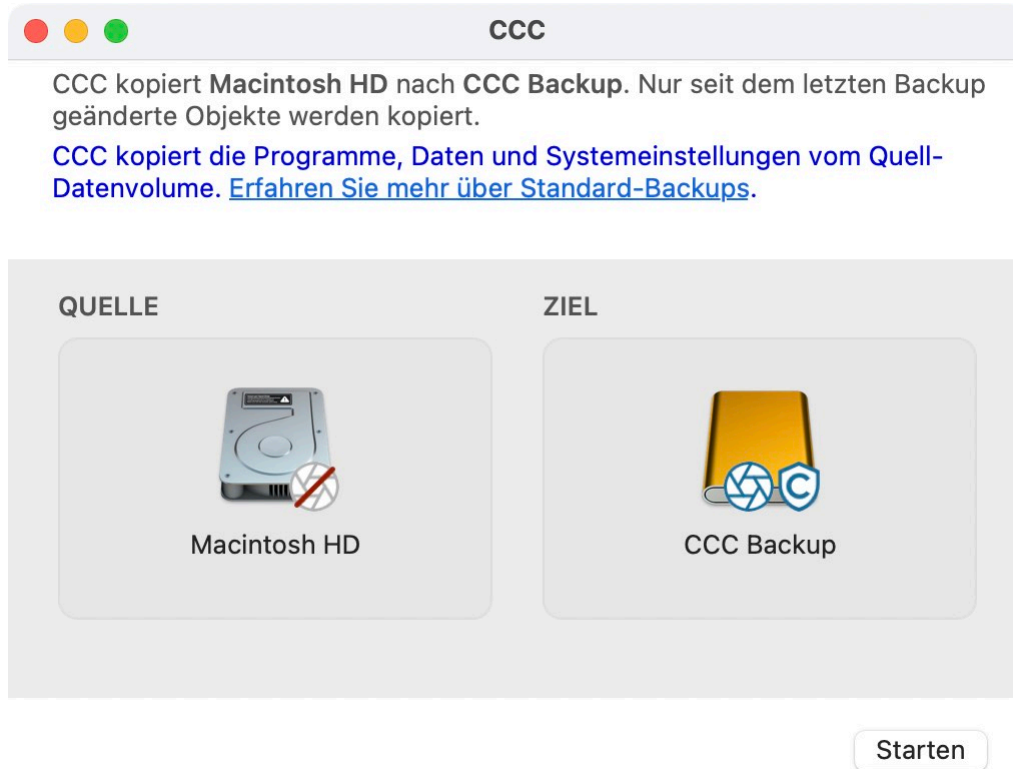 CCC
CCC kopiert Macintosh HD nach CCC Backup. Nur seit dem letzten Backup
geänderte Objekte werden kopiert.
CCC kopiert die Programme, Daten und Systemeinstellungen vom Quell-
Datenvolume. Erfahren Sie mehr über Standard-Backups.
QUELLE
ZIEL
Macintosh HD
CCC Backup
Starten